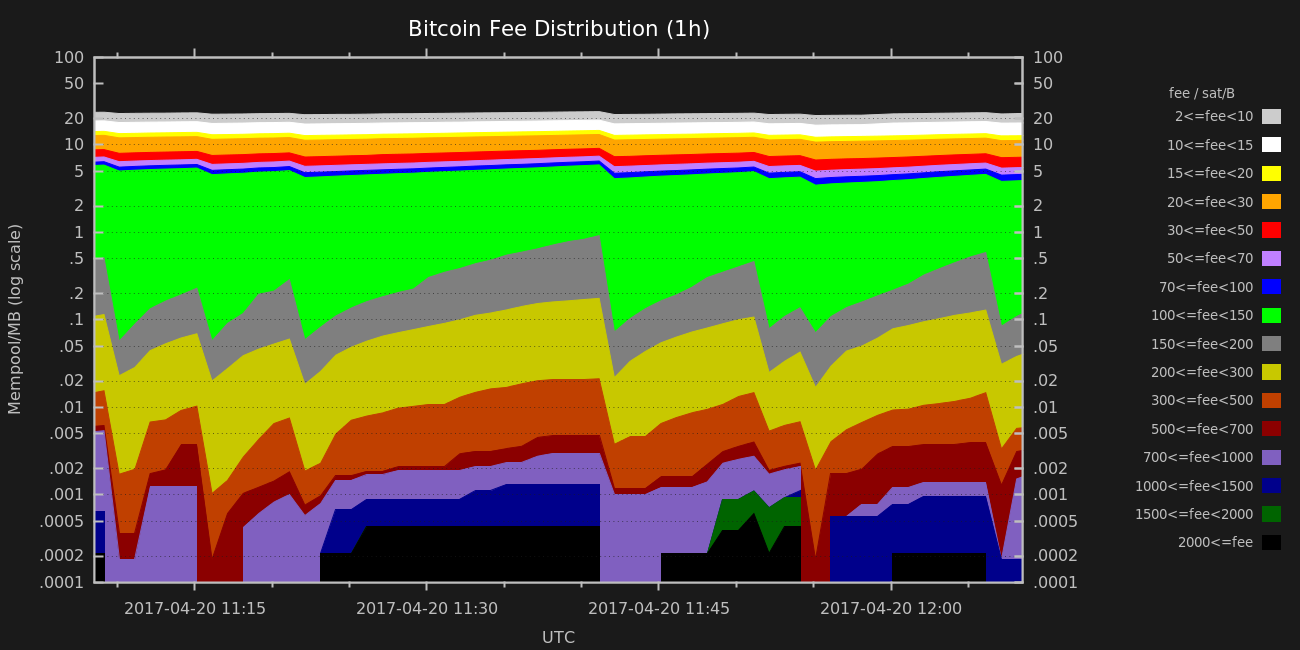 Bitcoin Fee Distribution (1h)
100 100
50 50
20 20
10 10
5 5
2 2
1 1
.5 .5
.2 .2
.1 .1
.05 .05
.02 .02
.01 .01
.005 .005
.002 .002
.001 .001
.0005 .0005
.0002 .0002
.0001 .0001
Mempool/MB (log scale)
2017-04-20 11:15 2017-04-20 11:30 2017-04-20 11:45 2017-04-20 12:00
UTC
fee / sat/B
2<=fee<10
10<=fee<15
15<=fee<20
20<=fee<30
30<=fee<50
50<=fee<70
70<=fee<100
100<=fee<150
150<=fee<200
200<=fee<300
300<=fee<500
500<=fee<700
700<=fee<1000
1000<=fee<1500
1500<=fee<2000
2000<=fee